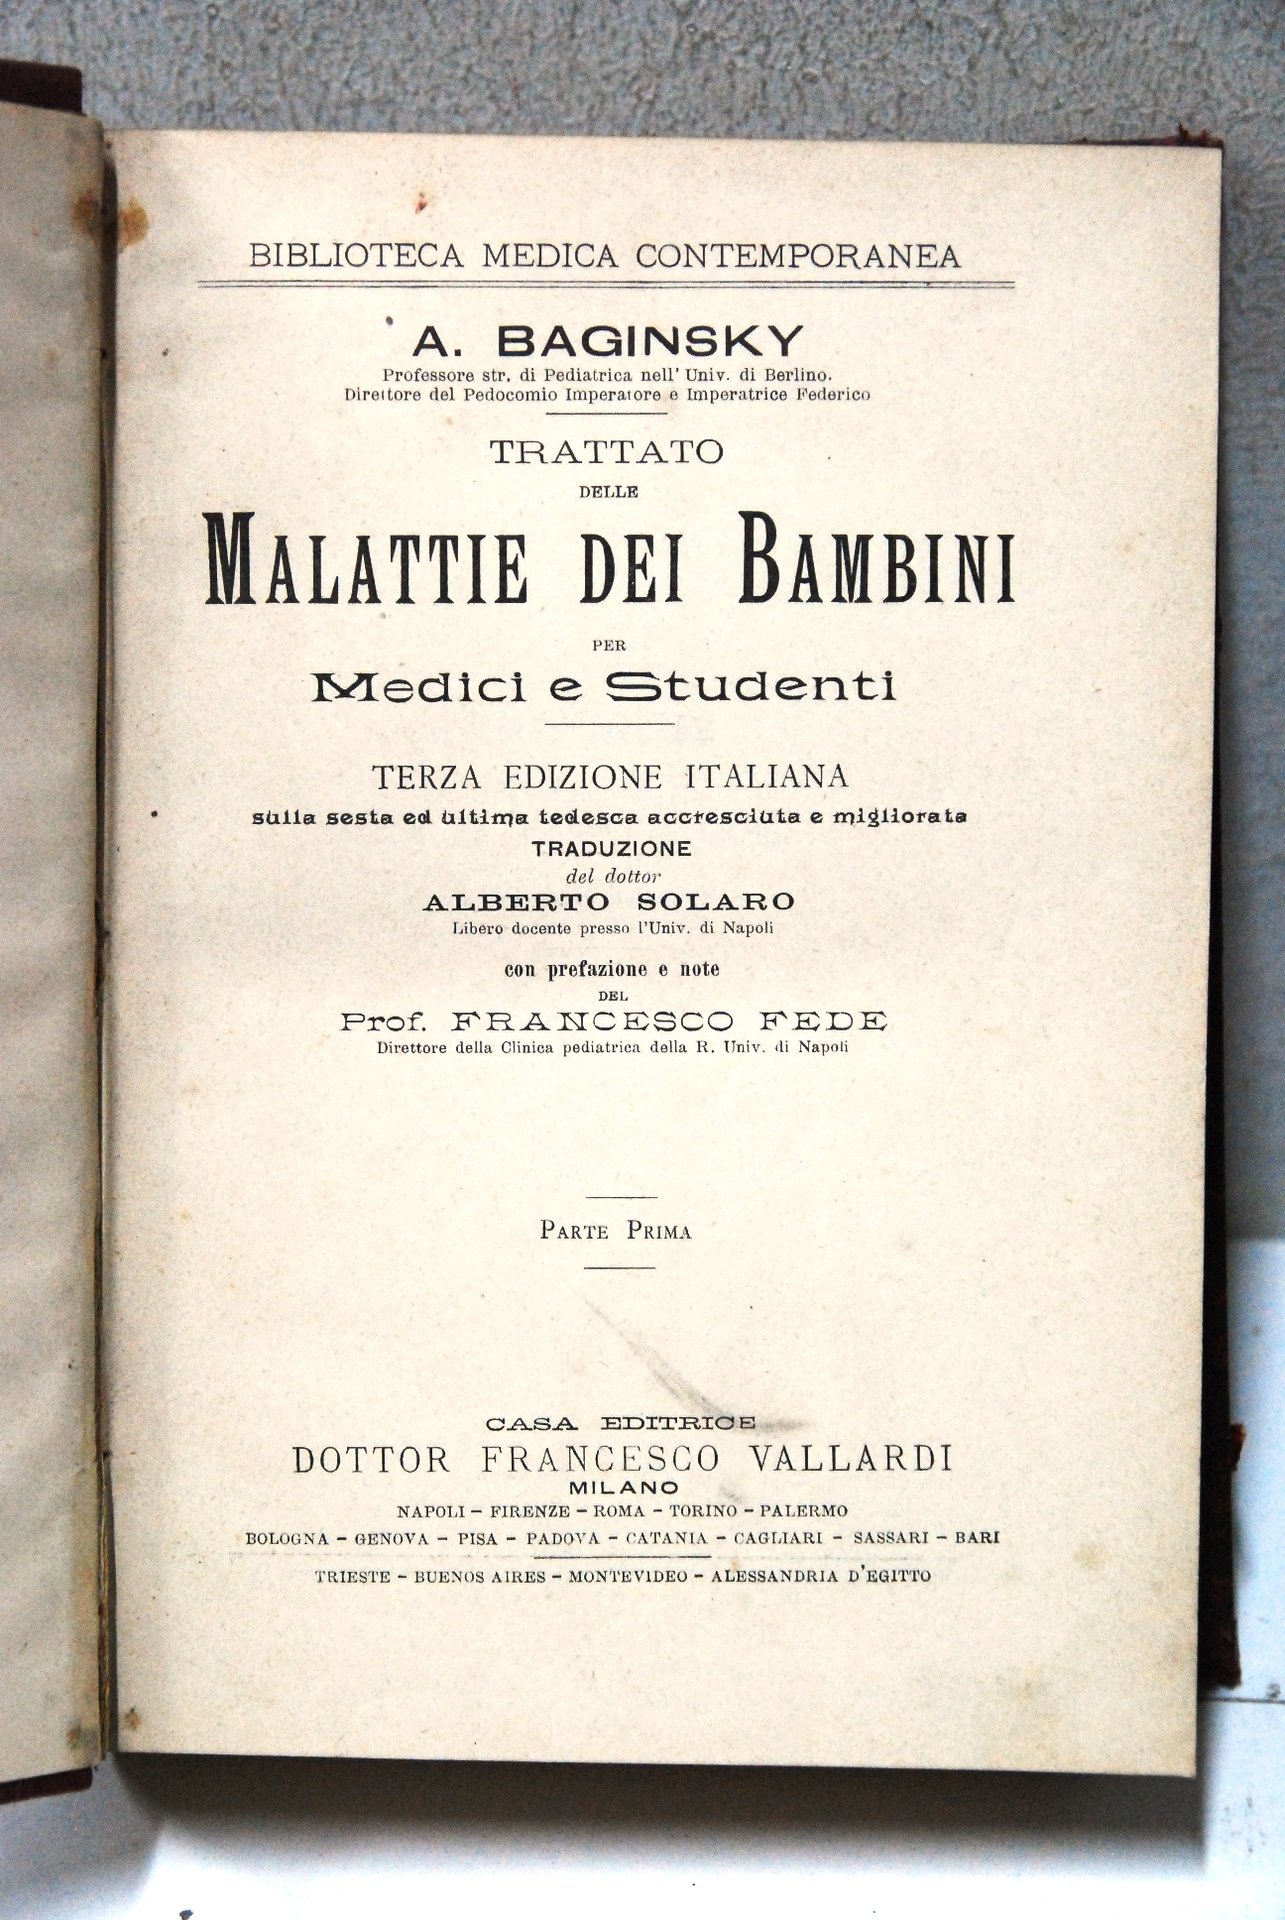 BIBLIOTECA MEDICA CONTEMPORANEA
A. BAGINSKY
Professore str. di Pediatrica nell' Univ. di Berlino.
Direttore del Pedocomio Imperatore e Imperatrice Federico
TRATTATO
DELLE
MALATTIE DEI BAMBINI
PER
Medici e Studenti
TERZA EDIZIONE ITALIANA
sulla sesta ed ultima tedesca accresciuta e migliorata
TRADUZIONE
del dottor
ALBERTO SOLARO
Libero docente presso l'Univ. di Napoli
con prefazione e note
DEL
Prof. FRANCESCO FEDE
Direttore della Clinica pediatrica della R. Univ. di Napoli
PARTE PRIMA
CASA EDITRICE
DOTTOR FRANCESCO VALLARDI
MILANO
NAPOLI – FIRENZE – ROMA – TORINO – PALERMO
BOLOGNA – GENOVA – PISA – PADOVA – CATANIA – CAGLIARI – SASSARI – BARI
TRIESTE – BUENOS AIRES – MONTEVIDEO – ALESSANDRIA D'EGITTO